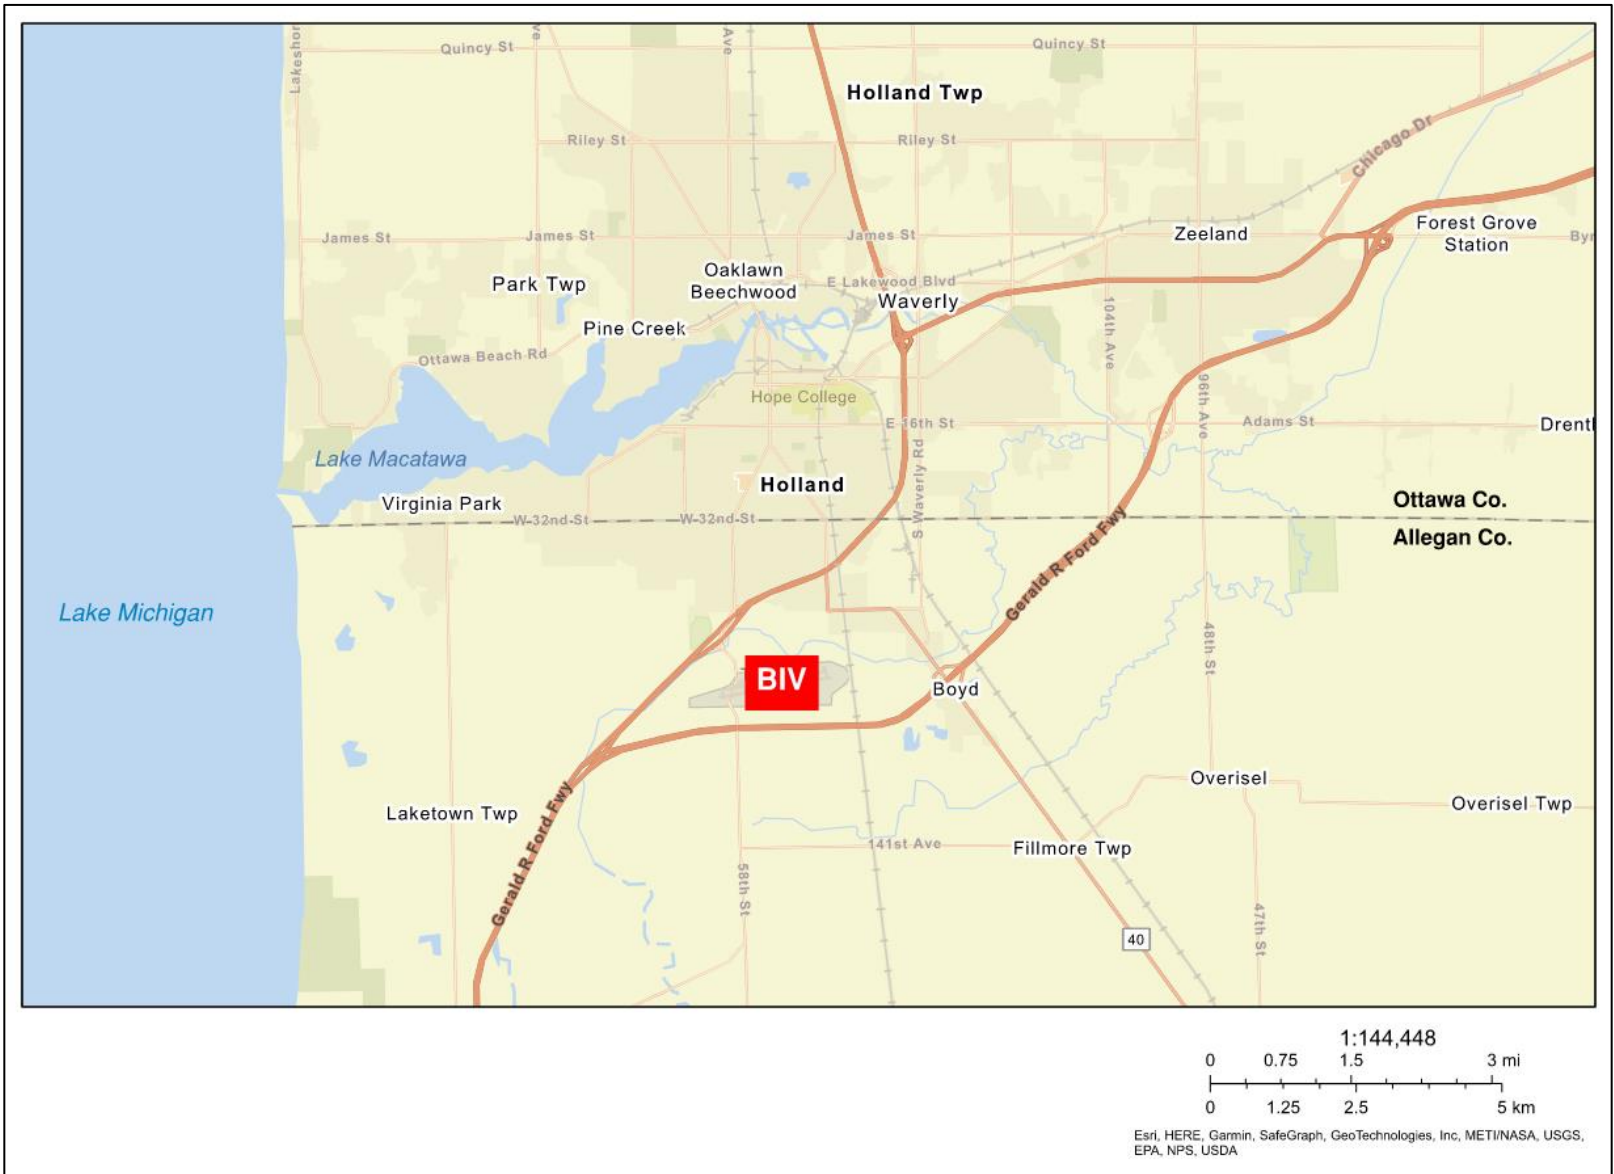 Lakeshor
Quincy St
ve
Ave
Quincy St
Holland Twp
Riley St
Riley St
Chicago Dr
James St
James St
James St
Zeeland
Forest Grove
Station
Byr
Park Twp
Oaklawn
Beechwood
E Lakewood Blvd
Waverly
Pine Creek
104th Ave
Ottawa Beach Rd
96th Ave
Hope College
E 16th St
Adams St
Drentl
Lake Macatawa
Holland
S Waverly Rd
Virginia Park
W-32nd-St
W-32nd-St
Ottawa Co.
Allegan Co.
Gerald R Ford Fwy
Lake Michigan
48th St
BIV
Boyd
Overisel
Overisel Twp
Laketown Twp
Gerald R Ford Fwy
141st Ave
Fillmore Twp
58th St
47th St
40
1:144,448
0 0.75 1.5 3 mi
0 1.25 2.5 5 km
Esri, HERE, Garmin, SafeGraph, GeoTechnologies, Inc, METI/NASA, USGS,
EPA, NPS, USDA